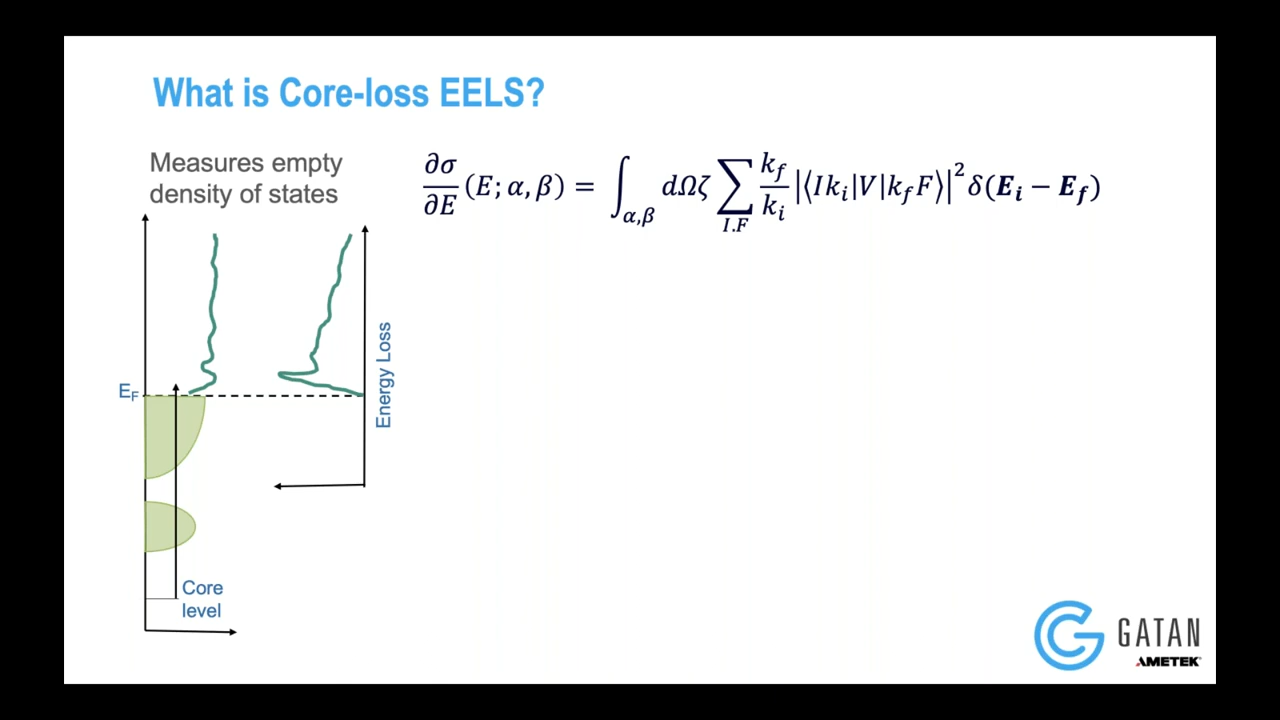 What is Core-loss EELS?
Measures empty
density of states
∂σ/∂E (E; α, β) = ∫_{α,β} dΩζ ∑_{I.F} k_f/k_i |⟨Ik_i|V|k_fF⟩|² δ(E_i − E_f)
E_F
Energy Loss
Core
level
GATAN
AMETEK